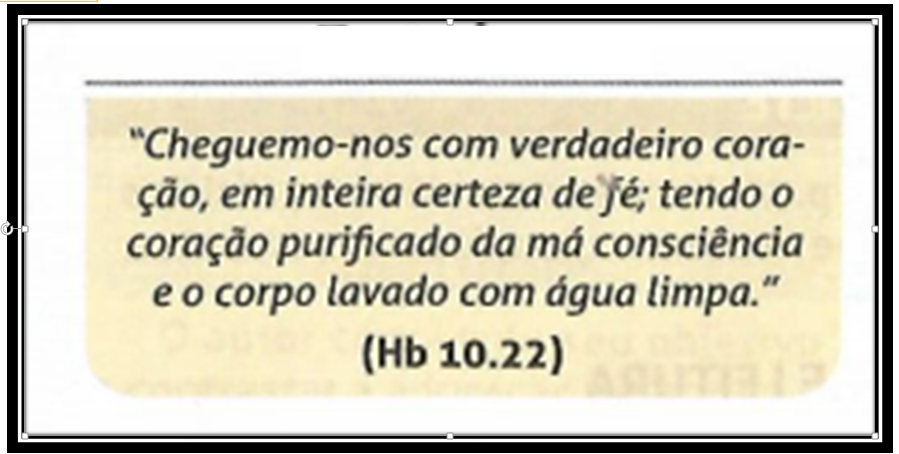 "Cheguemo-nos com verdadeiro cora-
ção, em inteira certeza de fé; tendo o
coração purificado da má consciência
e o corpo lavado com água limpa."
(Hb 10.22)